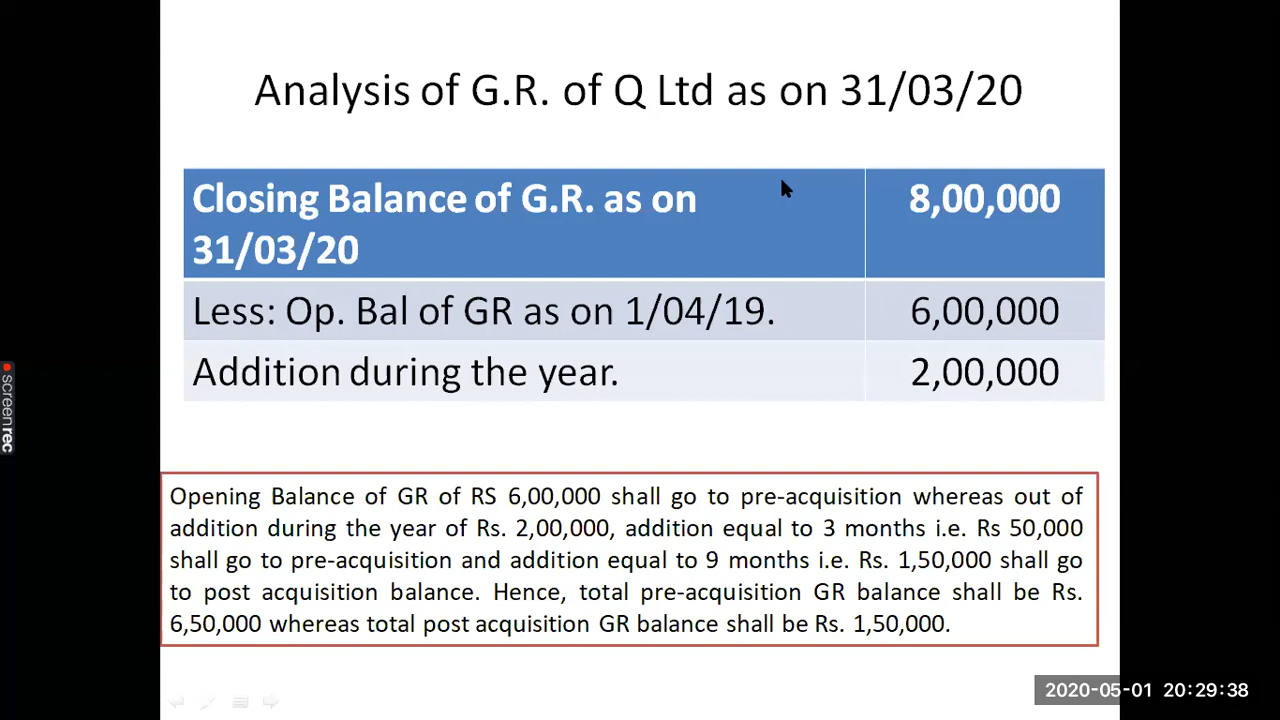 Analysis of G.R. of Q Ltd as on 31/03/20
Closing Balance of G.R. as on 8,00,000
31/03/20
Less: Op. Bal of GR as on 1/04/19. 6,00,000
Addition during the year. 2,00,000
Opening Balance of GR of RS 6,00,000 shall go to pre-acquisition whereas out of
addition during the year of Rs. 2,00,000, addition equal to 3 months i.e. Rs 50,000
shall go to pre-acquisition and addition equal to 9 months i.e. Rs. 1,50,000 shall go
to post acquisition balance. Hence, total pre-acquisition GR balance shall be Rs.
6,50,000 whereas total post acquisition GR balance shall be Rs. 1,50,000.
screenrec
2020-05-01 20:29:38